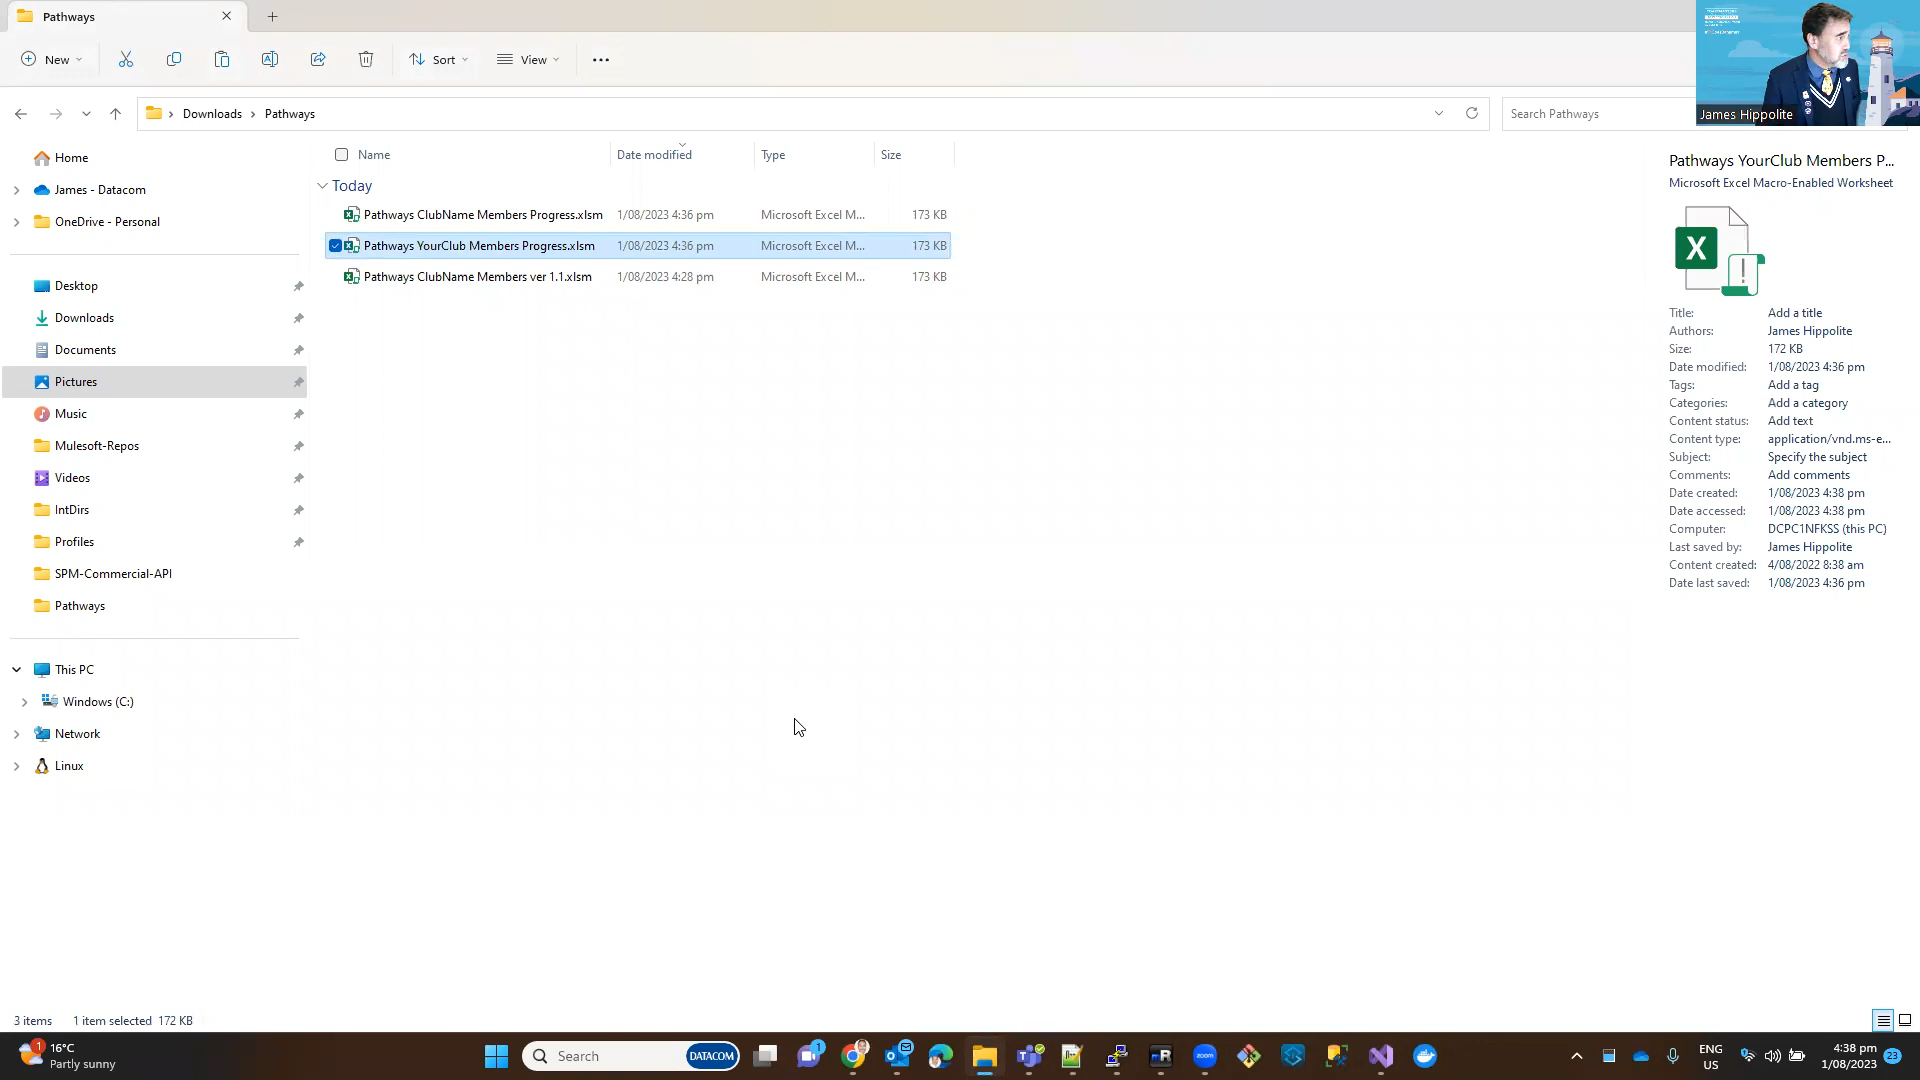 Pathways
New
Sort
View
Downloads
Pathways
Search Pathways
James Hippolite
Home
James - Datacom
OneDrive - Personal
Desktop
Downloads
Documents
Pictures
Music
Mulesoft-Repos
Videos
IntDirs
Profiles
SPM-Commercial-API
Pathways
This PC
Windows (C:)
Network
Linux
Name Date modified Type Size
Today
Pathways ClubName Members Progress.xlsm 1/08/2023 4:36 pm Microsoft Excel M... 173 KB
Pathways YourClub Members Progress.xlsm 1/08/2023 4:36 pm Microsoft Excel M... 173 KB
Pathways ClubName Members ver 1.1.xlsm 1/08/2023 4:28 pm Microsoft Excel M... 173 KB
Pathways YourClub Members P...
Microsoft Excel Macro-Enabled Worksheet
X
Title: Add a title
Authors: James Hippolite
Size: 172 KB
Date modified: 1/08/2023 4:36 pm
Tags: Add a tag
Categories: Add a category
Content status: Add text
Content type: application/vnd.ms-e...
Subject: Specify the subject
Comments: Add comments
Date created: 1/08/2023 4:38 pm
Date accessed: 1/08/2023 4:38 pm
Computer: DCPC1NFKSS (this PC)
Last saved by: James Hippolite
Content created: 4/08/2022 8:38 am
Date last saved: 1/08/2023 4:36 pm
3 items 1 item selected 172 KB
1
16°C
Partly sunny
Search
DATACOM
1
zoom
ENG
US
4:38 pm
1/08/2023
23